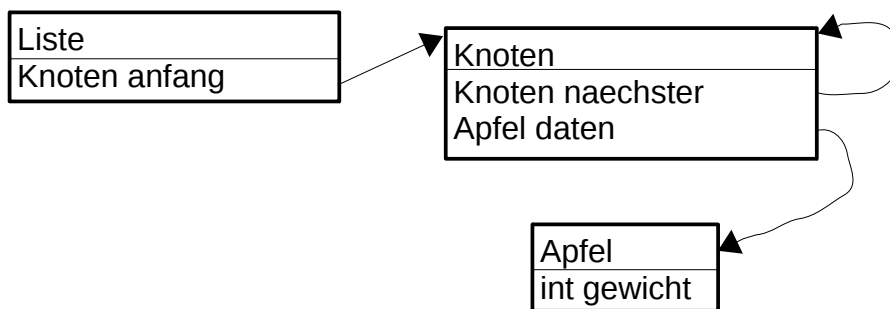 Liste
Knoten anfang
Knoten
Knoten naechster
Apfel daten
Apfel
int gewicht